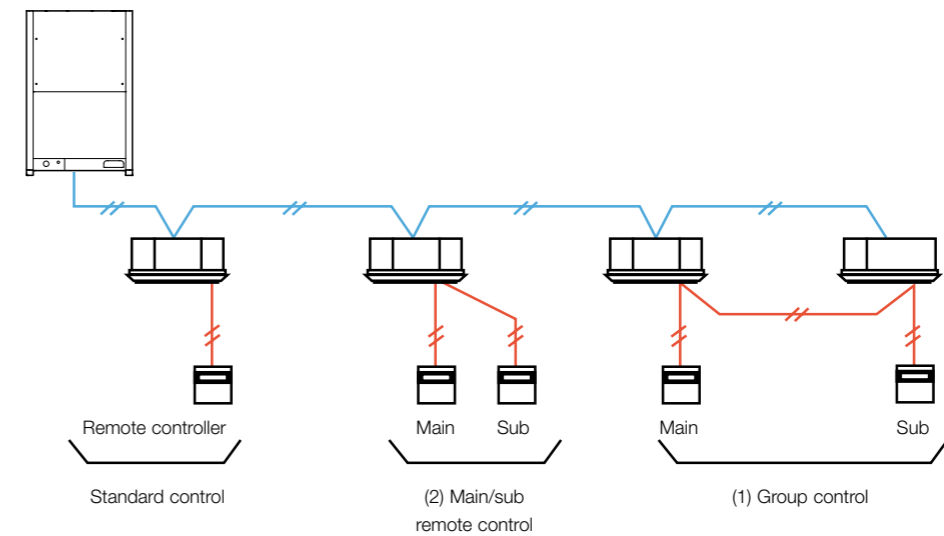 Remote controller
Main
Sub
Main
Sub
Standard control
(2) Main/sub
remote control
(1) Group control